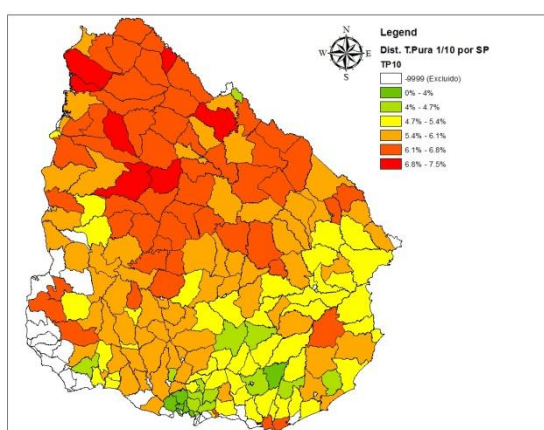 N
W E
S
Legend
Dist. T.Pura 1/10 por SP
TP10
-9999 (Excluido)
0% - 4%
4% - 4.7%
4.7% - 5.4%
5.4% - 6.1%
6.1% - 6.8%
6.8% - 7.5%